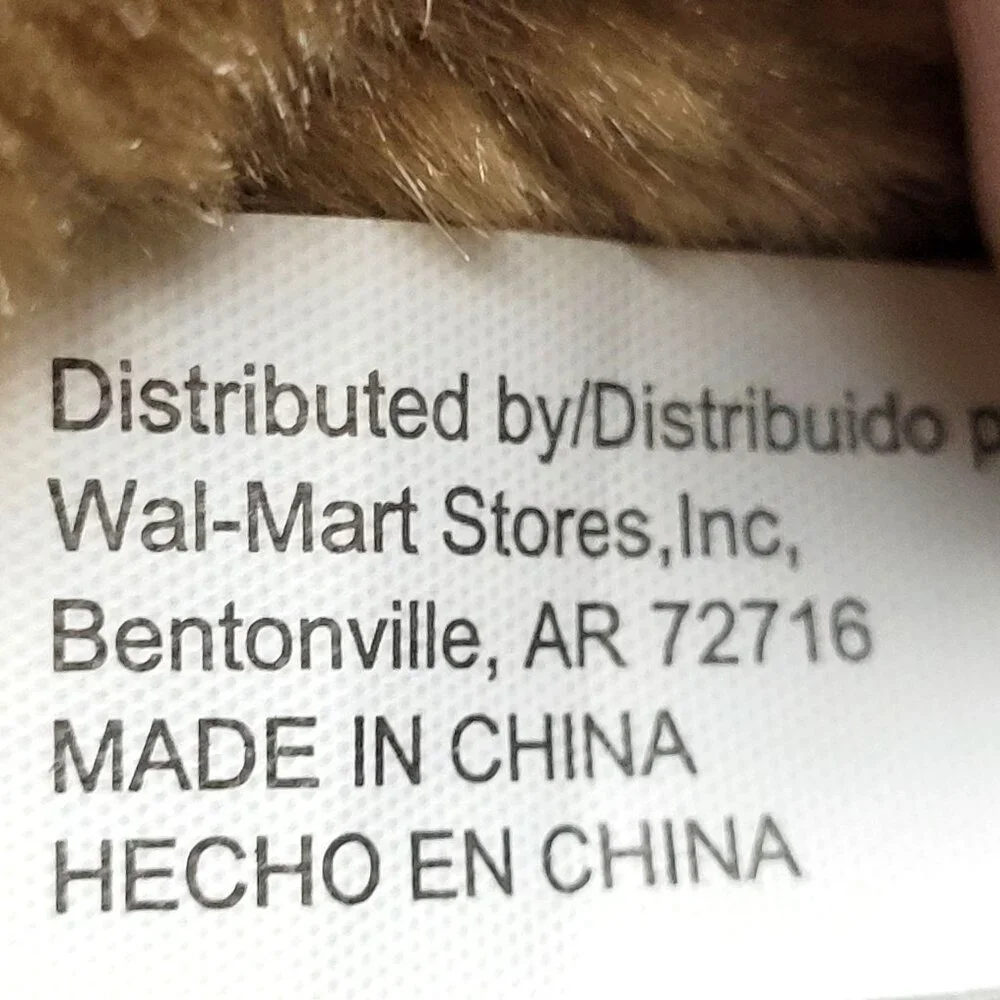 Distributed by/Distribuido p
Wal-Mart Stores,Inc,
Bentonville, AR 72716
MADE IN CHINA
HECHO EN CHINA